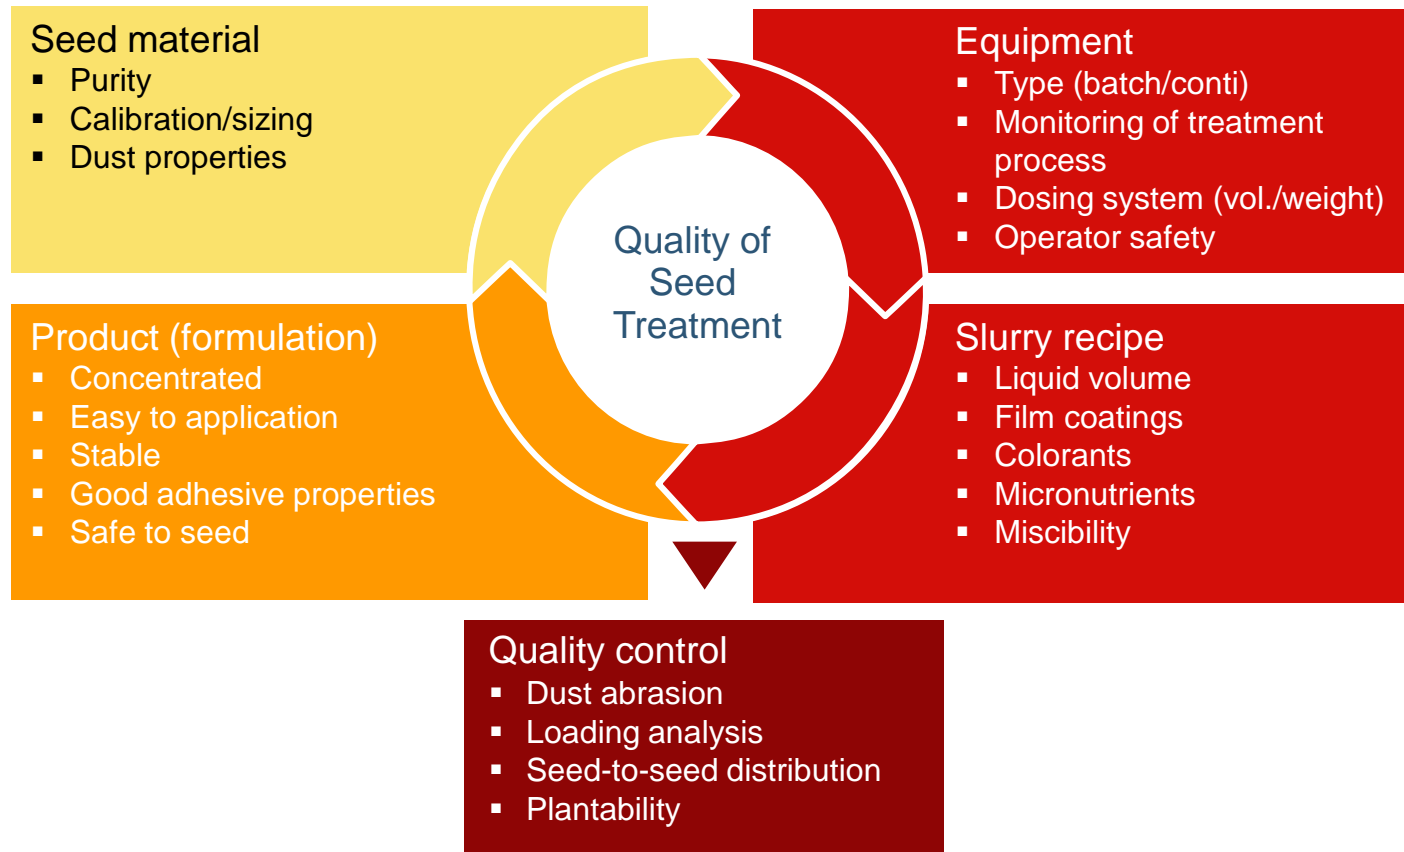 Seed material
▪ Purity
▪ Calibration/sizing
▪ Dust properties
Equipment
▪ Type (batch/conti)
▪ Monitoring of treatment
process
▪ Dosing system (vol./weight)
▪ Operator safety
Quality of
Seed
Treatment
Product (formulation)
▪ Concentrated
▪ Easy to application
▪ Stable
▪ Good adhesive properties
▪ Safe to seed
Slurry recipe
▪ Liquid volume
▪ Film coatings
▪ Colorants
▪ Micronutrients
▪ Miscibility
Quality control
▪ Dust abrasion
▪ Loading analysis
▪ Seed-to-seed distribution
▪ Plantability